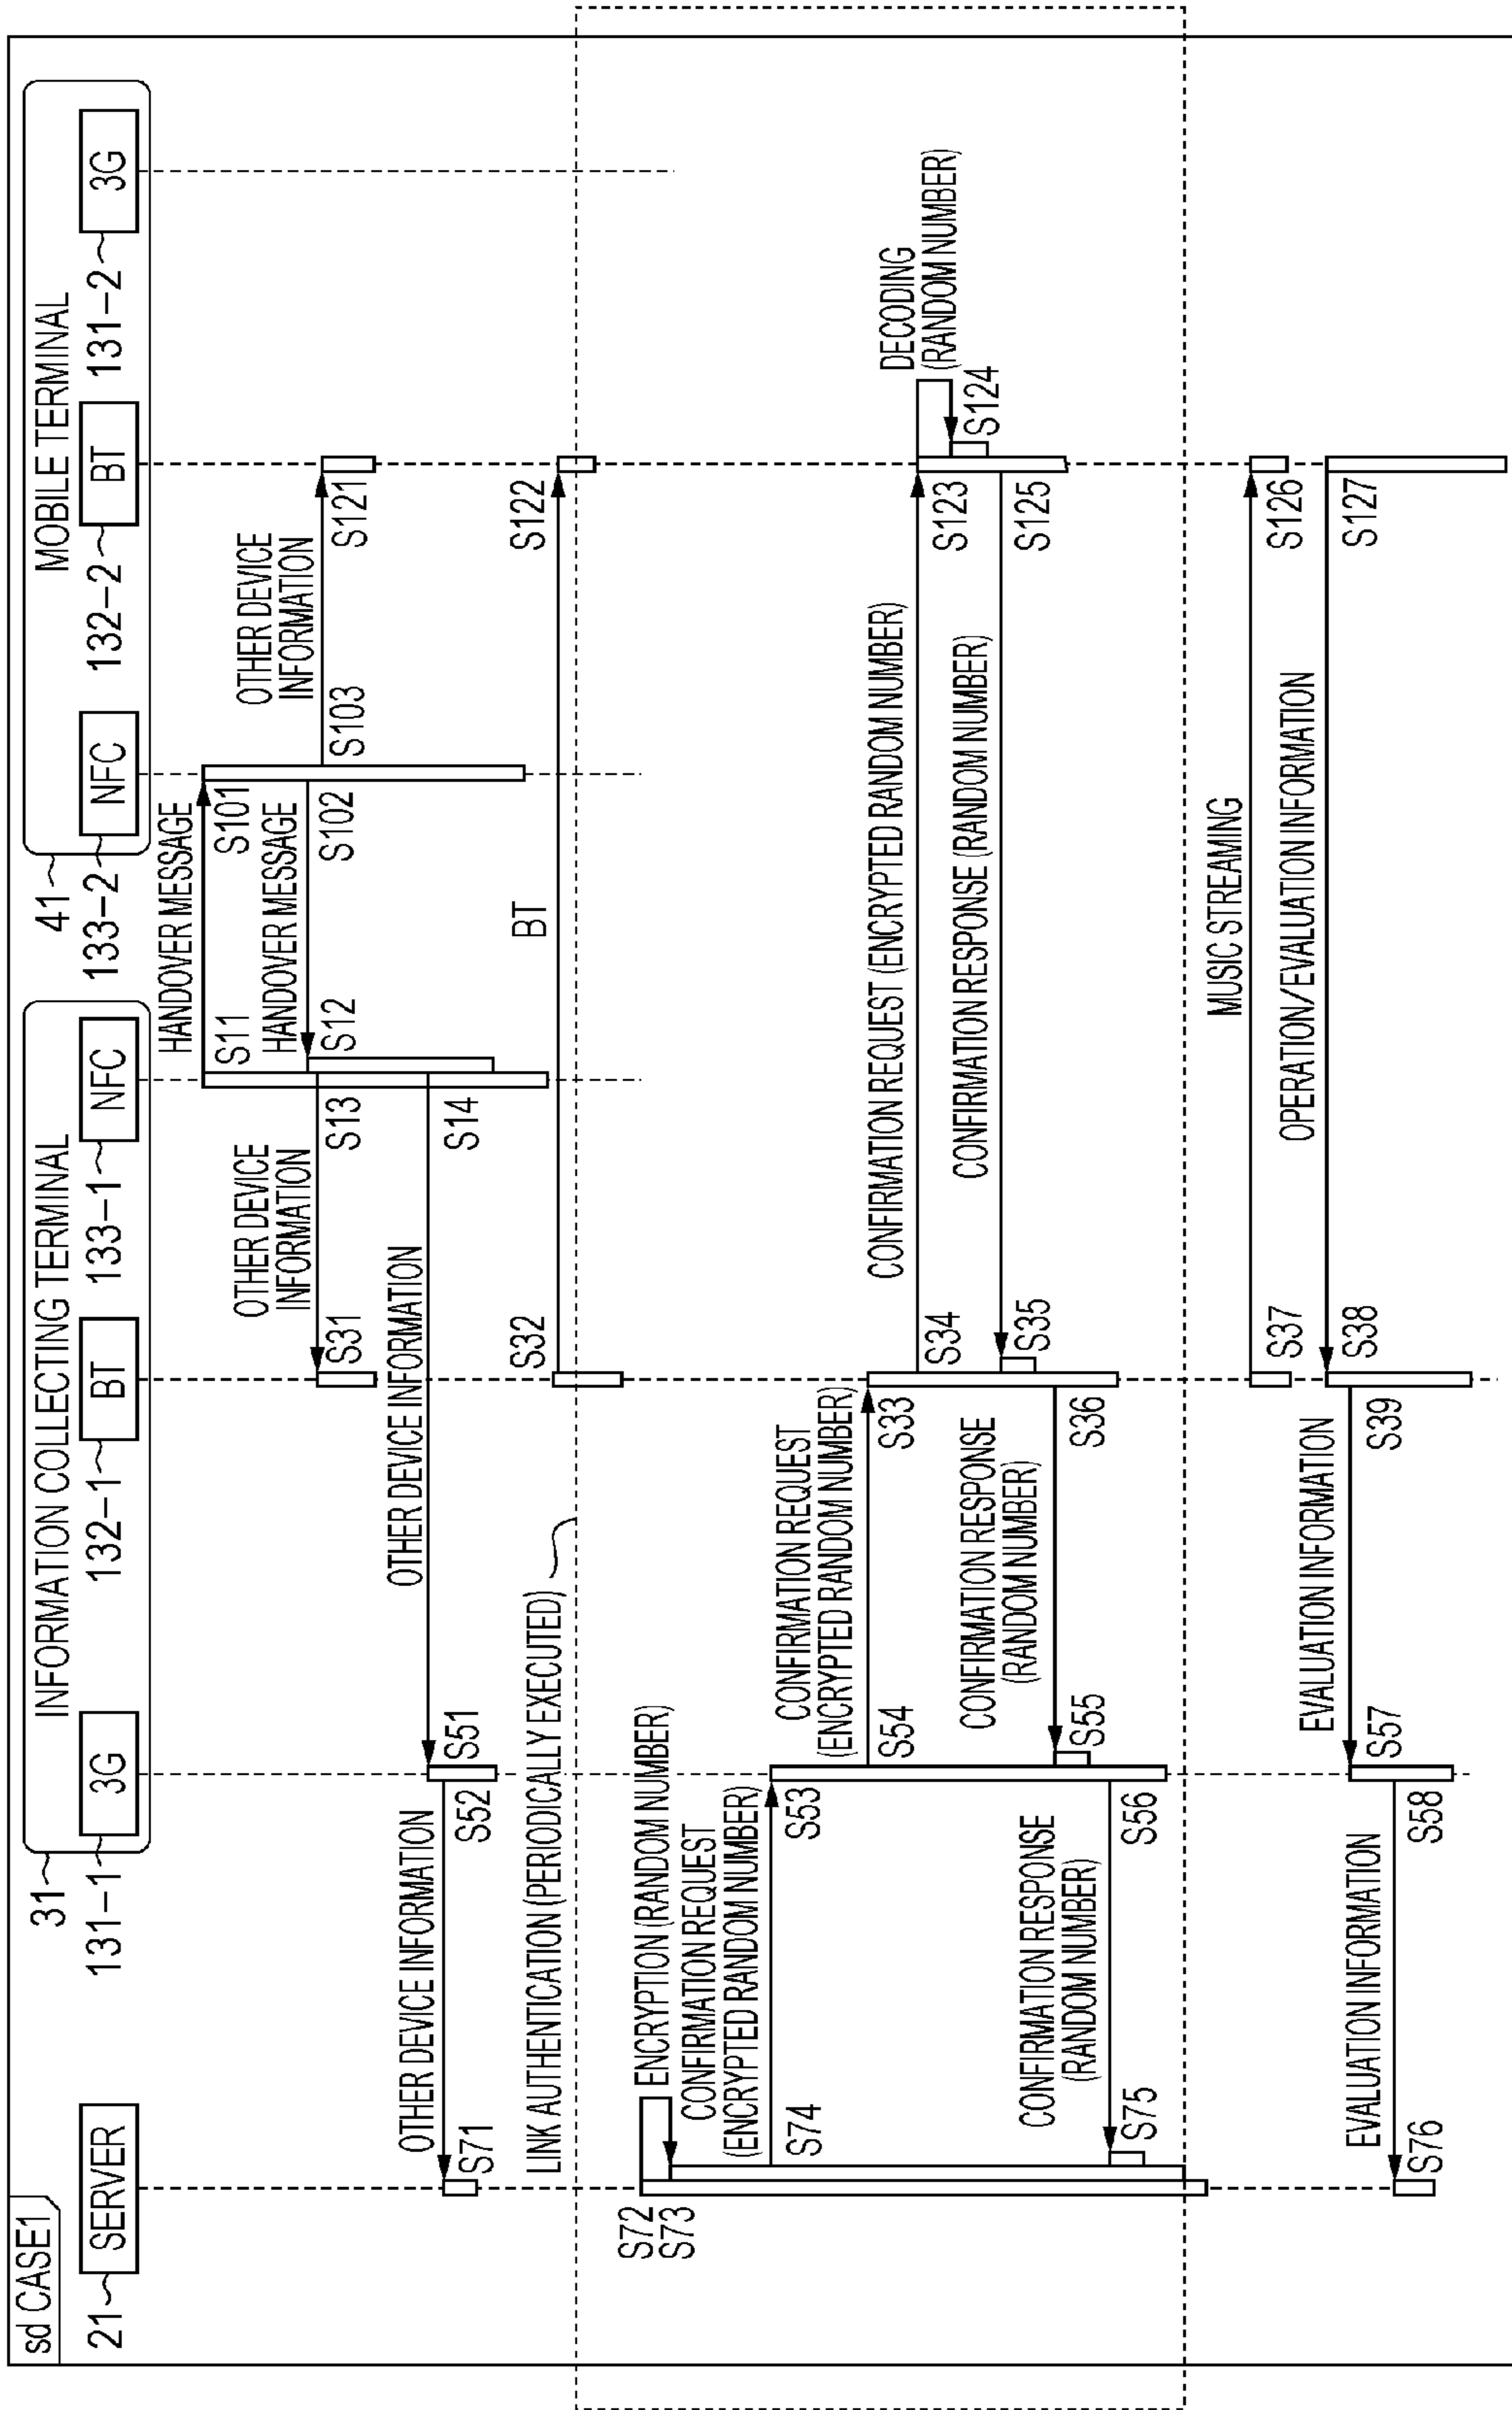 sd CASE1
INFORMATION COLLECTING TERMINAL
MOBILE TERMINAL
21
SERVER
31
131-1
3G
132-1
BT
133-1
NFC
41
133-2
NFC
132-2
BT
131-2
3G
HANDOVER MESSAGE
S11
S101
HANDOVER MESSAGE
S12
S102
OTHER DEVICE
INFORMATION
S31
S13
OTHER DEVICE
INFORMATION
S103
S121
OTHER DEVICE INFORMATION
S51
S14
OTHER DEVICE INFORMATION
S71
S52
S32
BT
S122
LINK AUTHENTICATION (PERIODICALLY EXECUTED)
S72
S73
ENCRYPTION (RANDOM NUMBER)
CONFIRMATION REQUEST
(ENCRYPTED RANDOM NUMBER)
S74
S53
CONFIRMATION REQUEST
(ENCRYPTED RANDOM NUMBER)
S54
S33
CONFIRMATION REQUEST (ENCRYPTED RANDOM NUMBER)
S34
S123
DECODING
(RANDOM NUMBER)
S124
CONFIRMATION RESPONSE (RANDOM NUMBER)
S35
S125
CONFIRMATION RESPONSE
(RANDOM NUMBER)
S55
S36
CONFIRMATION RESPONSE
(RANDOM NUMBER)
S75
S56
MUSIC STREAMING
S37
S126
OPERATION/EVALUATION INFORMATION
S38
S127
EVALUATION INFORMATION
S57
S39
EVALUATION INFORMATION
S76
S58